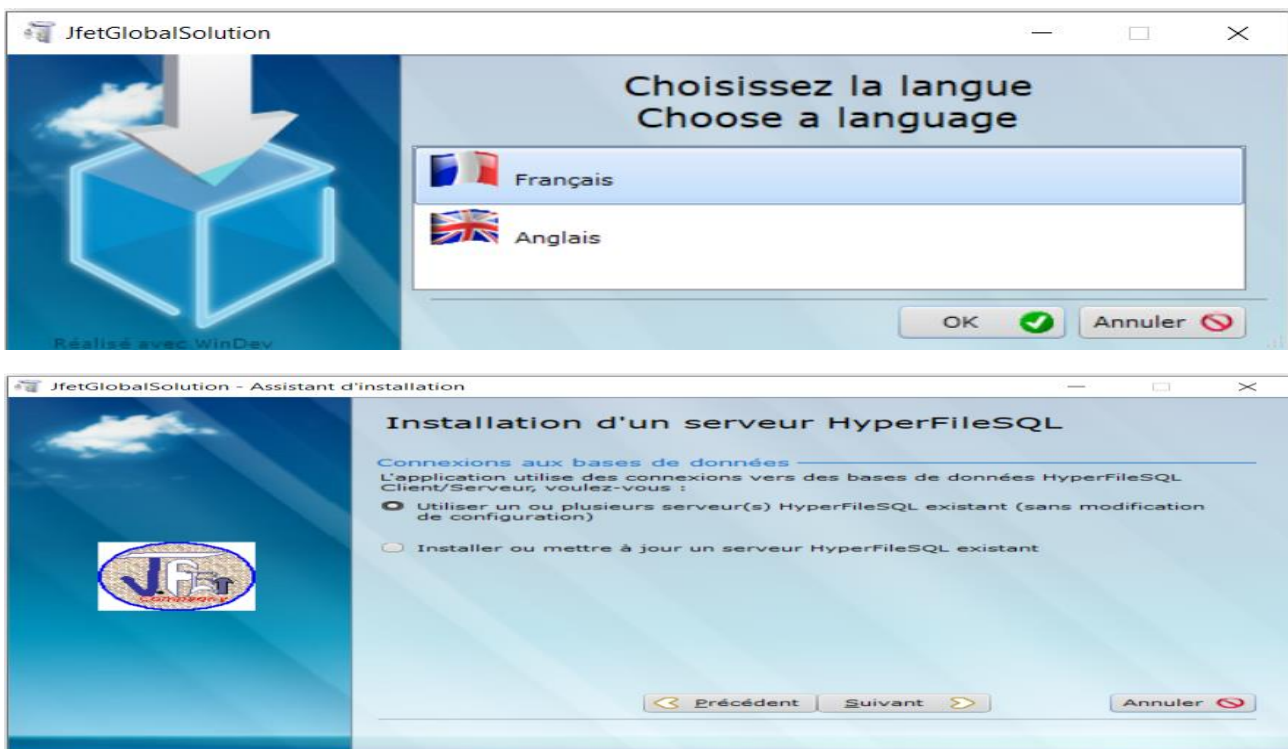 JfetGlobalSolution
Choisissez la langue
Choose a language
Français
Anglais
OK
Annuler
Réalisé avec WinDev
JfetGlobalSolution - Assistant d'installation
Installation d'un serveur HyperFileSQL
Connexions aux bases de données
L'application utilise des connexions vers des bases de données HyperFileSQL
Client/Serveur, voulez-vous :
Utiliser un ou plusieurs serveur(s) HyperFileSQL existant (sans modification
de configuration)
Installer ou mettre à jour un serveur HyperFileSQL existant
Précédent
Suivant
Annuler